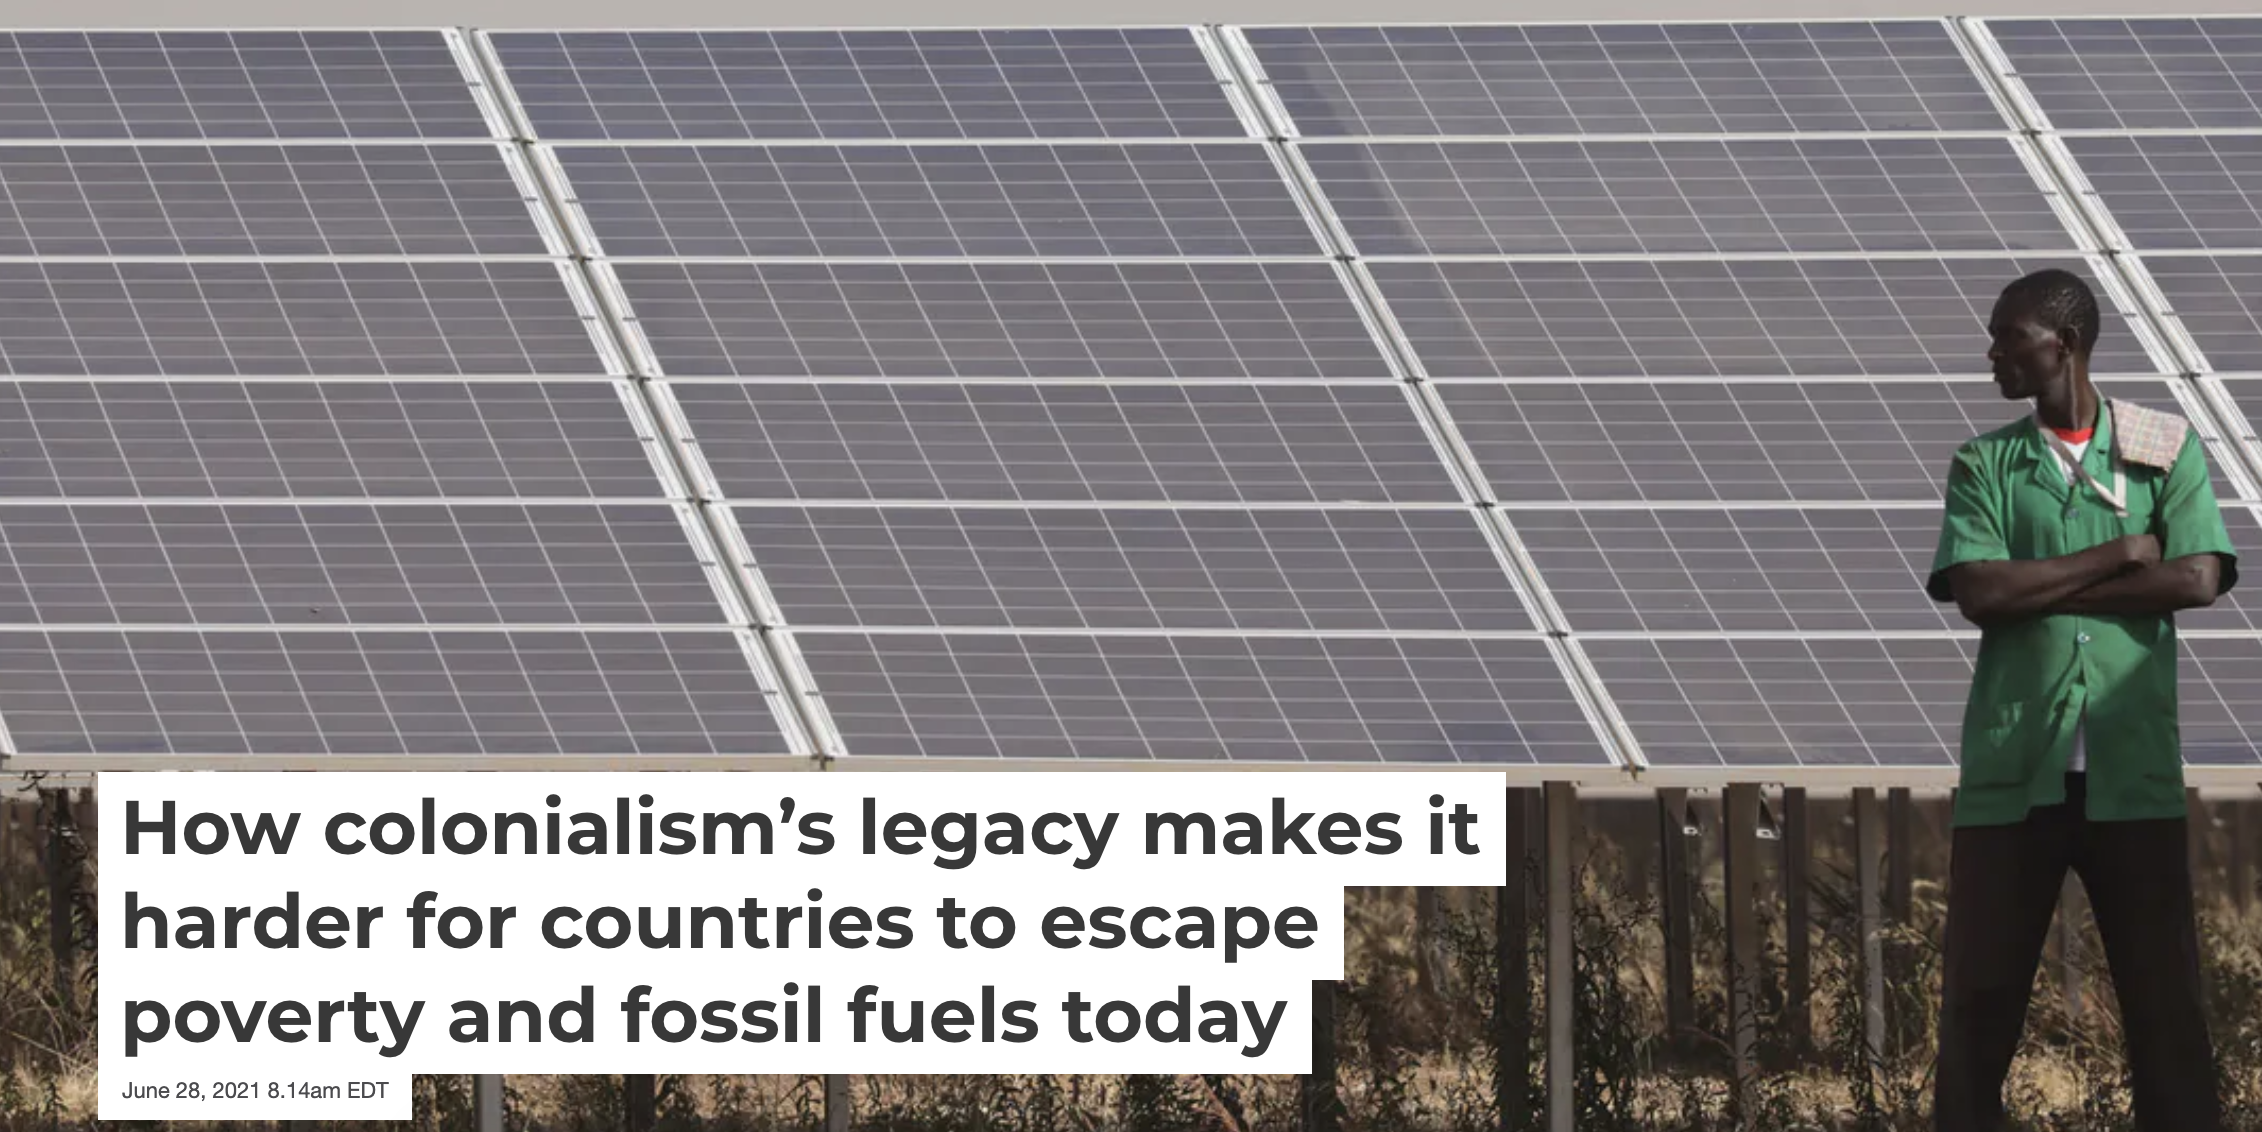 How colonialism’s legacy makes it
harder for countries to escape
poverty and fossil fuels today
June 28, 2021 8.14am EDT